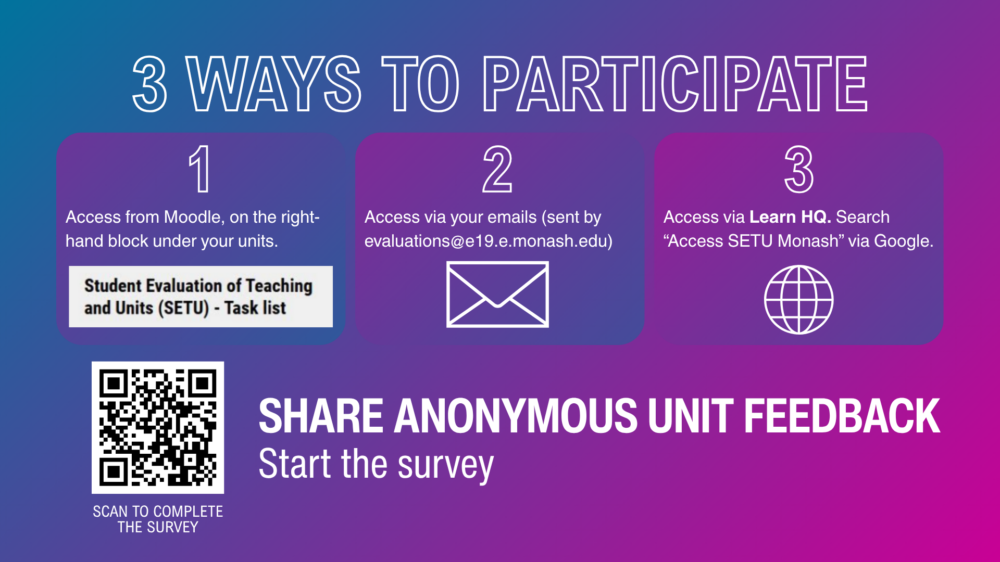 3 WAYS TO PARTICIPATE
1
Access from Moodle, on the right-
hand block under your units.
Student Evaluation of Teaching
and Units (SETU) - Task list
2
Access via your emails (sent by
evaluations@e19.e.monash.edu)
3
Access via Learn HQ. Search
“Access SETU Monash” via Google.
SCAN TO COMPLETE
THE SURVEY
SHARE ANONYMOUS UNIT FEEDBACK
Start the survey